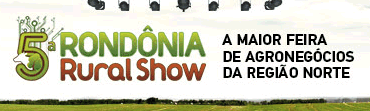 5ª RONDÔNIA
Rural Show
A MAIOR FEIRA
DE AGRONEGÓCIOS
DA REGIÃO NORTE